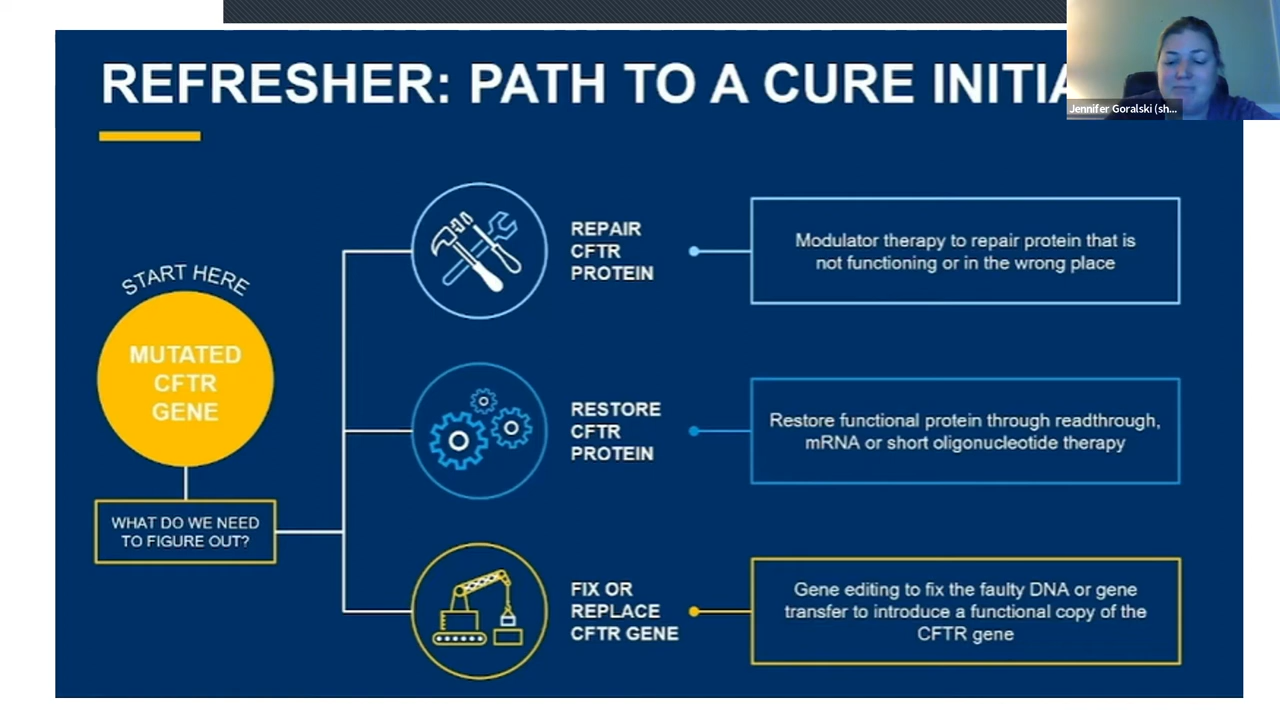 REFRESHER: PATH TO A CURE INITIA
Jennifer Goralski (sh...
START HERE
MUTATED
CFTR
GENE
WHAT DO WE NEED
TO FIGURE OUT?
REPAIR
CFTR
PROTEIN
Modulator therapy to repair protein that is
not functioning or in the wrong place
RESTORE
CFTR
PROTEIN
Restore functional protein through readthrough,
mRNA or short oligonucleotide therapy
FIX OR
REPLACE
CFTR GENE
Gene editing to fix the faulty DNA or gene
transfer to introduce a functional copy of the
CFTR gene